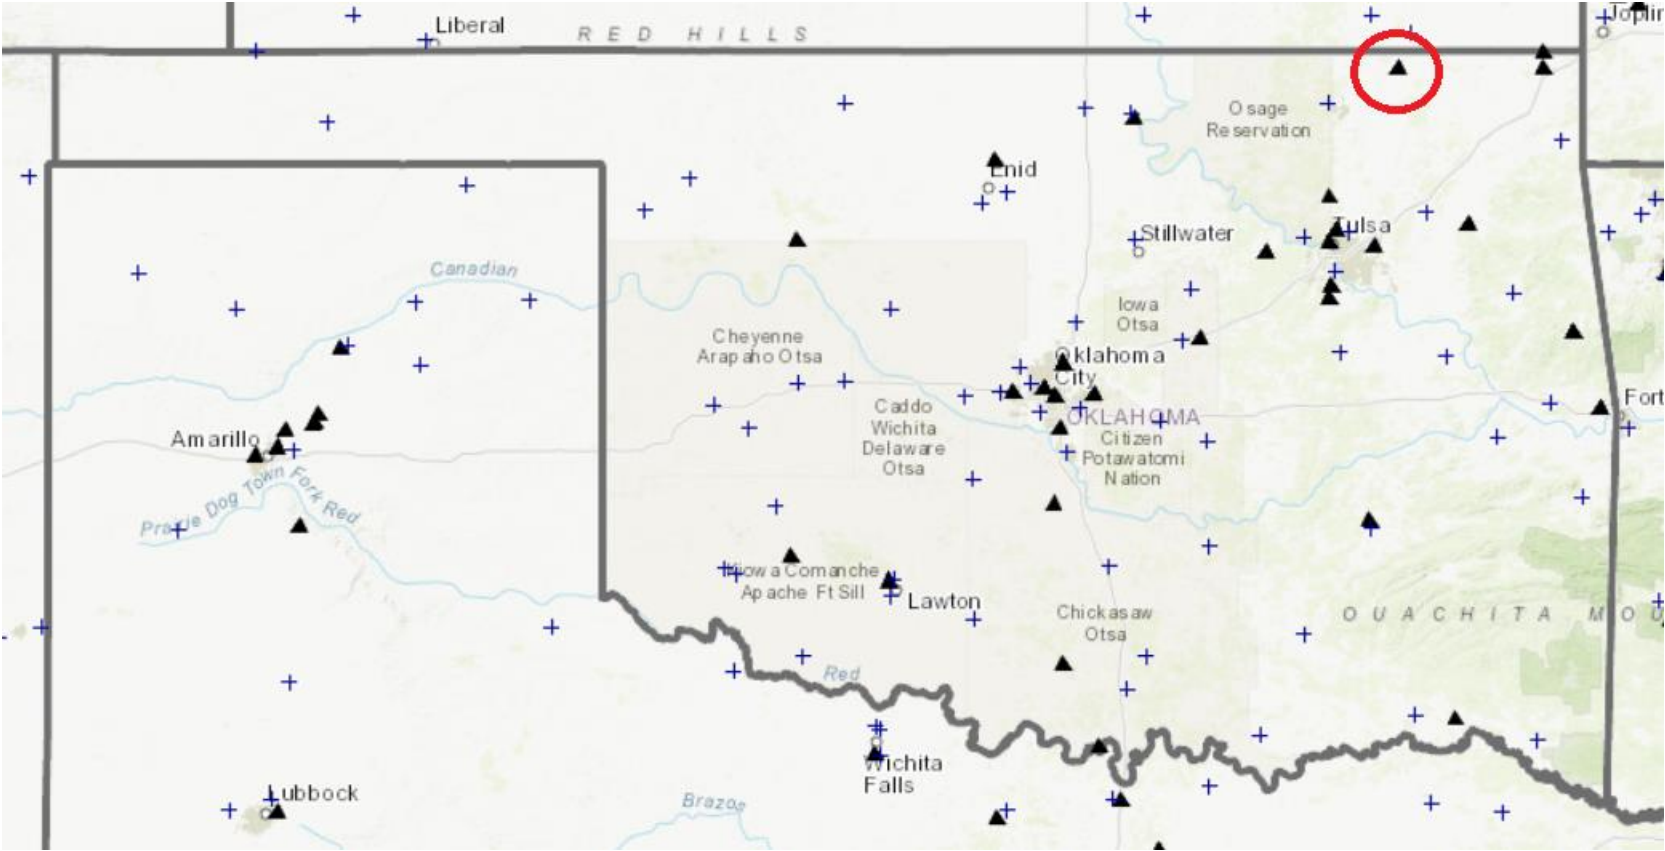 Liberal
RED HILLS
Joplin
Osage
Reservation
Enid
Stillwater
Tulsa
Canadian
Iowa
Otsa
Cheyenne
Arapaho Otsa
Oklahoma
City
Caddo
Wichita
Delaware
Otsa
OKLAHOMA
Citizen
Potawatomi
Nation
Fort
Amarillo
Prairie Dog Town Fork Red
Kiowa Comanche
Apache Ft Sill
Lawton
Chickasaw
Otsa
OUACHITA MOU
Red
Wichita
Falls
Lubbock
Brazos